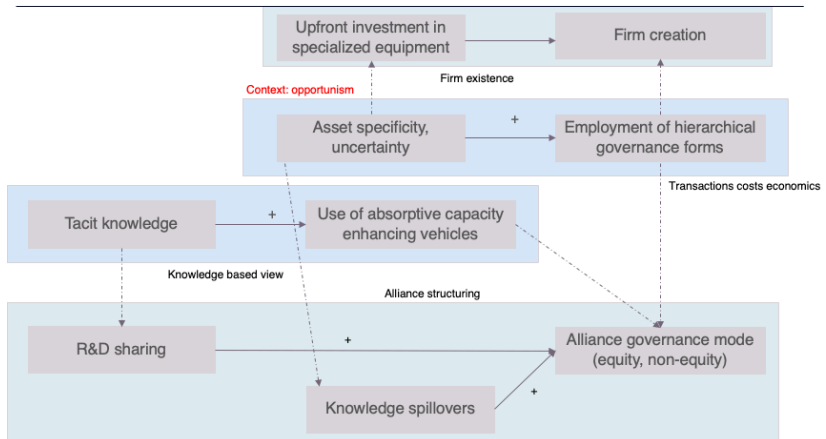 Upfront investment in
specialized equipment
Firm creation
Firm existence
Context: opportunism
Asset specificity,
uncertainty
+
Employment of hierarchical
governance forms
Transactions costs economics
Tacit knowledge
+
Use of absorptive capacity
enhancing vehicles
Knowledge based view
Alliance structuring
R&D sharing
+
Alliance governance mode
(equity, non-equity)
Knowledge spillovers
+